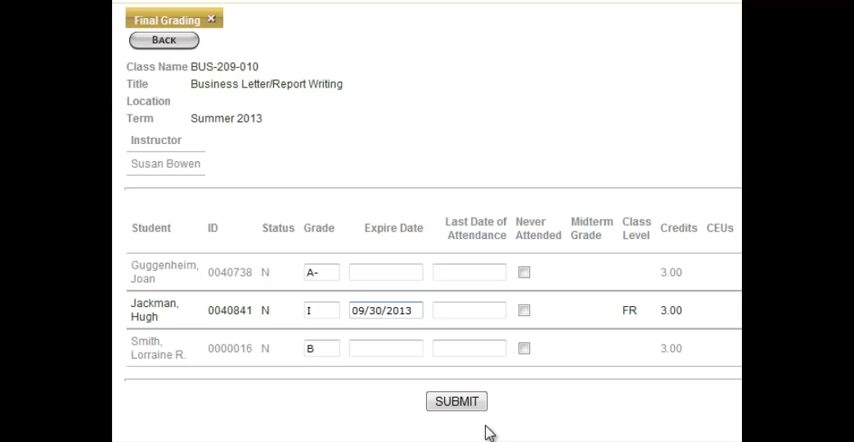 Final Grading ×
BACK
Class Name BUS-209-010
Title Business Letter/Report Writing
Location
Term Summer 2013
Instructor
Susan Bowen
Student ID Status Grade Expire Date Last Date of Attendance Never Attended Midterm Grade Class Level Credits CEUs
Guggenheim, Joan 0040738 N A- 3.00
Jackman, Hugh 0040841 N I 09/30/2013 FR 3.00
Smith, Lorraine R. 0000016 N B 3.00
SUBMIT